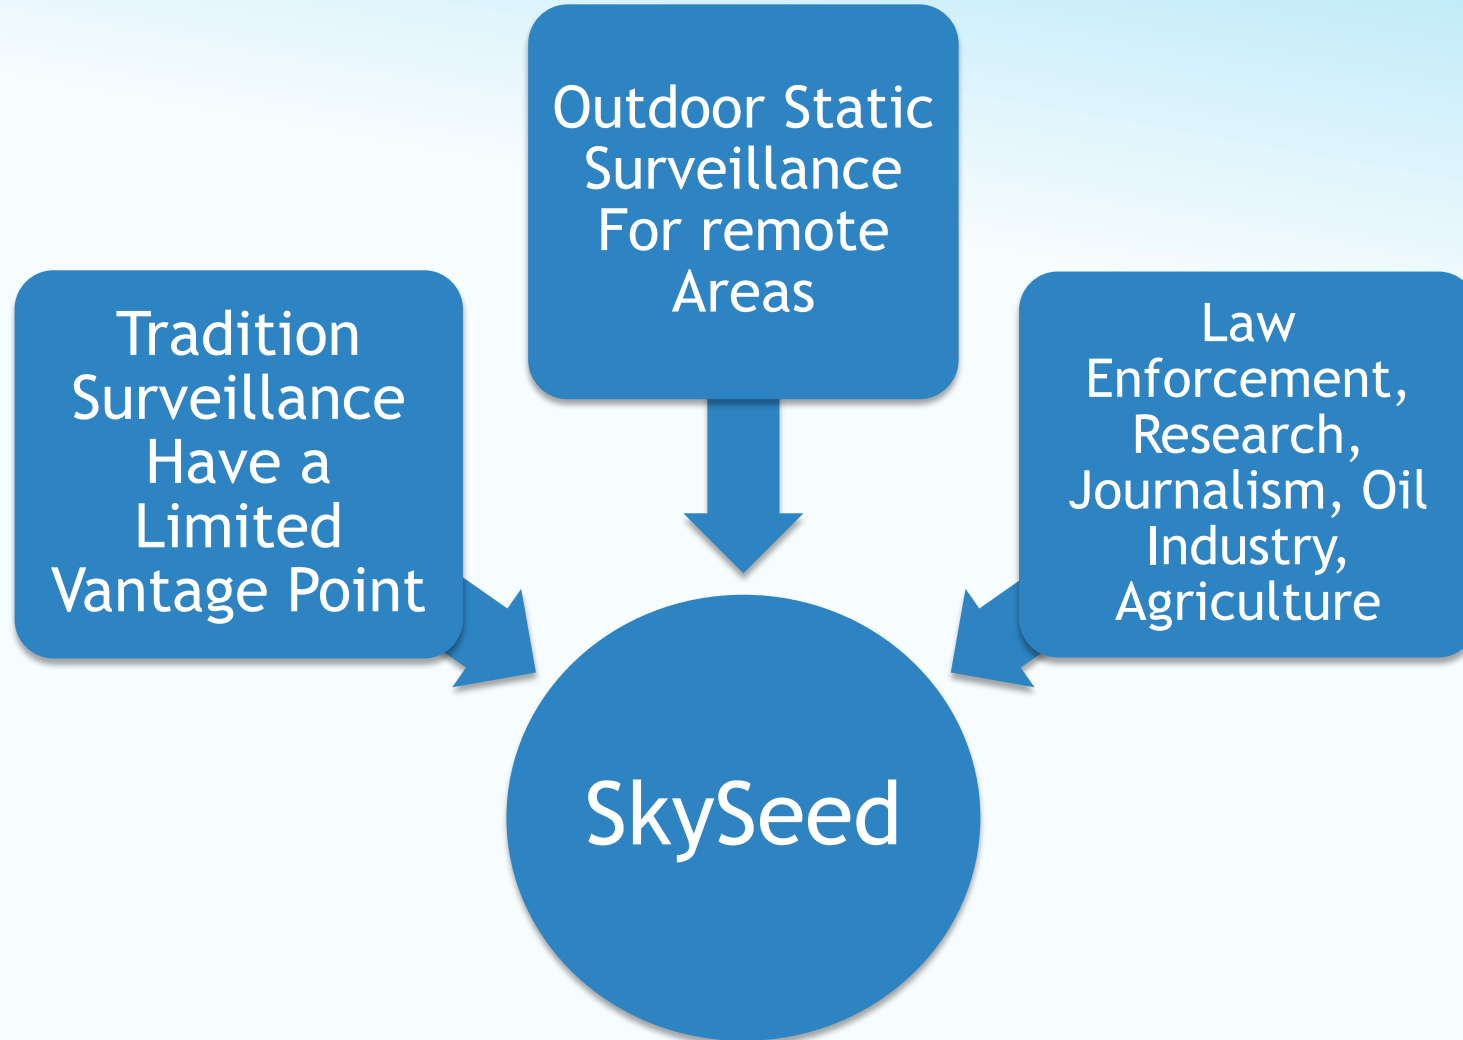 Outdoor Static
Surveillance
For remote
Areas
Tradition
Surveillance
Have a
Limited
Vantage Point
Law
Enforcement,
Research,
Journalism, Oil
Industry,
Agriculture
SkySeed